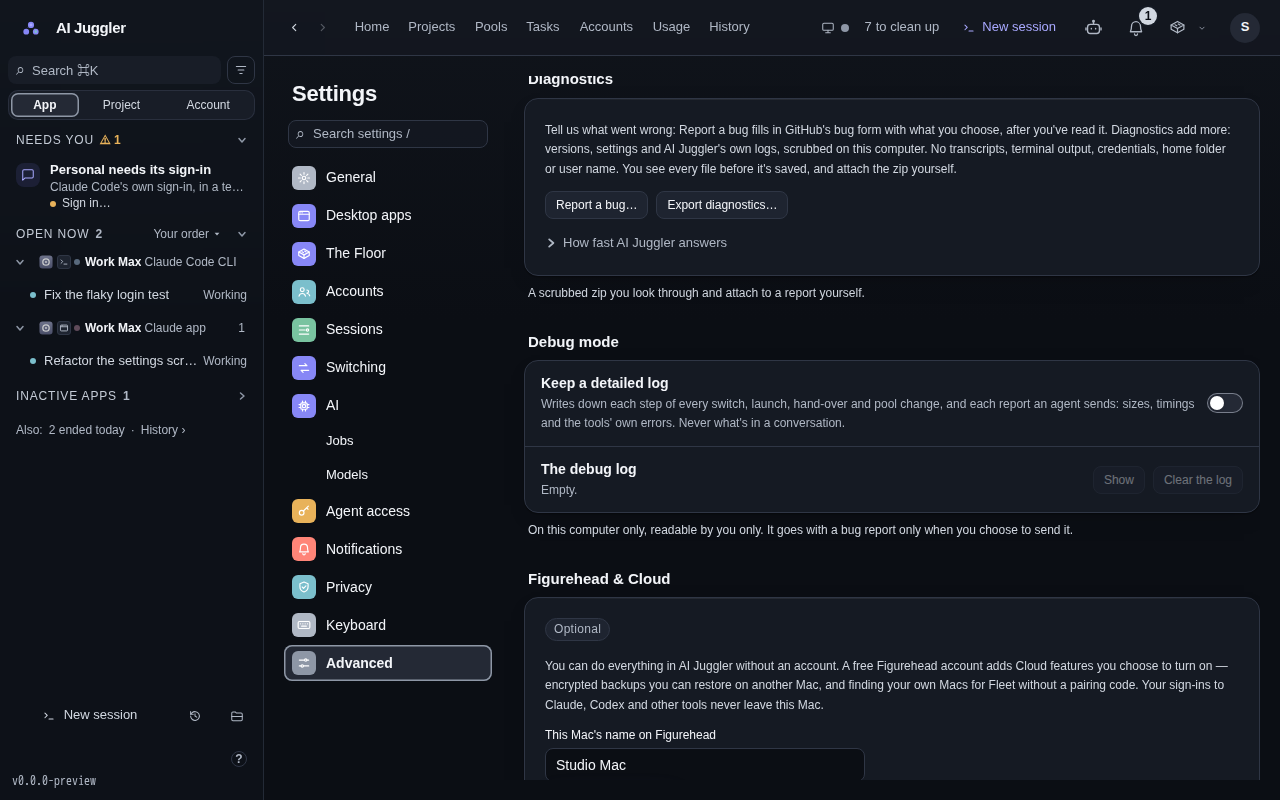 AI Juggler
Search ⌘K
App
Project
Account
NEEDS YOU 1
Personal needs its sign-in
Claude Code's own sign-in, in a te…
Sign in…
OPEN NOW 2
Your order
Work Max Claude Code CLI
Fix the flaky login test
Working
Work Max Claude app
1
Refactor the settings scr…
Working
INACTIVE APPS 1
Also: 2 ended today · History ›
New session
?
v0.0.0-preview
Home
Projects
Pools
Tasks
Accounts
Usage
History
7 to clean up
New session
1
S
Settings
Search settings /
General
Desktop apps
The Floor
Accounts
Sessions
Switching
AI
Jobs
Models
Agent access
Notifications
Privacy
Keyboard
Advanced
Diagnostics
Tell us what went wrong: Report a bug fills in GitHub's bug form with what you choose, after you've read it. Diagnostics add more:
versions, settings and AI Juggler's own logs, scrubbed on this computer. No transcripts, terminal output, credentials, home folder
or user name. You see every file before it's saved, and attach the zip yourself.
Report a bug…
Export diagnostics…
How fast AI Juggler answers
A scrubbed zip you look through and attach to a report yourself.
Debug mode
Keep a detailed log
Writes down each step of every switch, launch, hand-over and pool change, and each report an agent sends: sizes, timings
and the tools' own errors. Never what's in a conversation.
The debug log
Empty.
Show
Clear the log
On this computer only, readable by you only. It goes with a bug report only when you choose to send it.
Figurehead & Cloud
Optional
You can do everything in AI Juggler without an account. A free Figurehead account adds Cloud features you choose to turn on —
encrypted backups you can restore on another Mac, and finding your own Macs for Fleet without a pairing code. Your sign-ins to
Claude, Codex and other tools never leave this Mac.
This Mac's name on Figurehead
Studio Mac